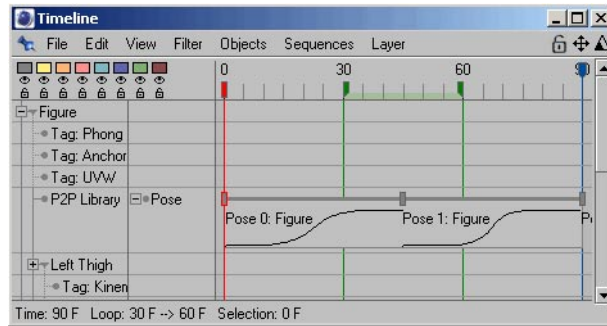 Timeline
File Edit View Filter Objects Sequences Layer
0 30 60 90
Figure
Tag: Phong
Tag: Anchor
Tag: UVW
P2P Library Pose
Pose 0: Figure Pose 1: Figure
Left Thigh
Tag: Kinen
Time: 90 F Loop: 30 F --> 60 F Selection: 0 F